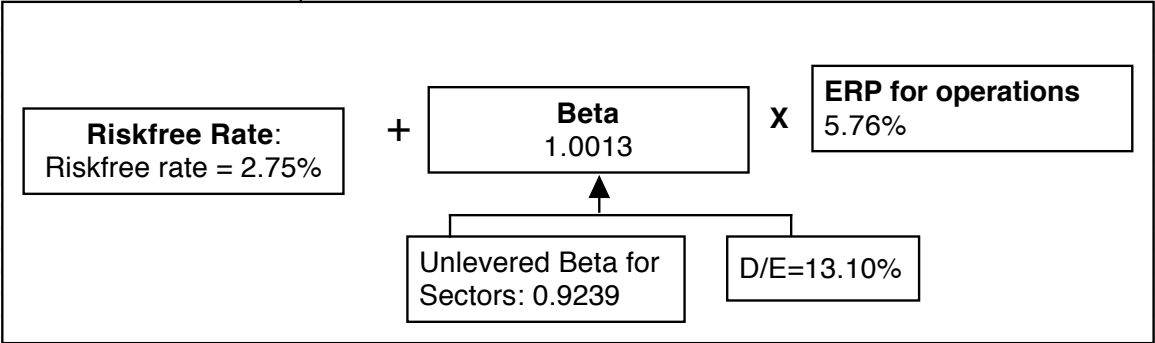 Riskfree Rate:
Riskfree rate = 2.75%
+
Beta
1.0013
X
ERP for operations
5.76%
Unlevered Beta for
Sectors: 0.9239
D/E=13.10%